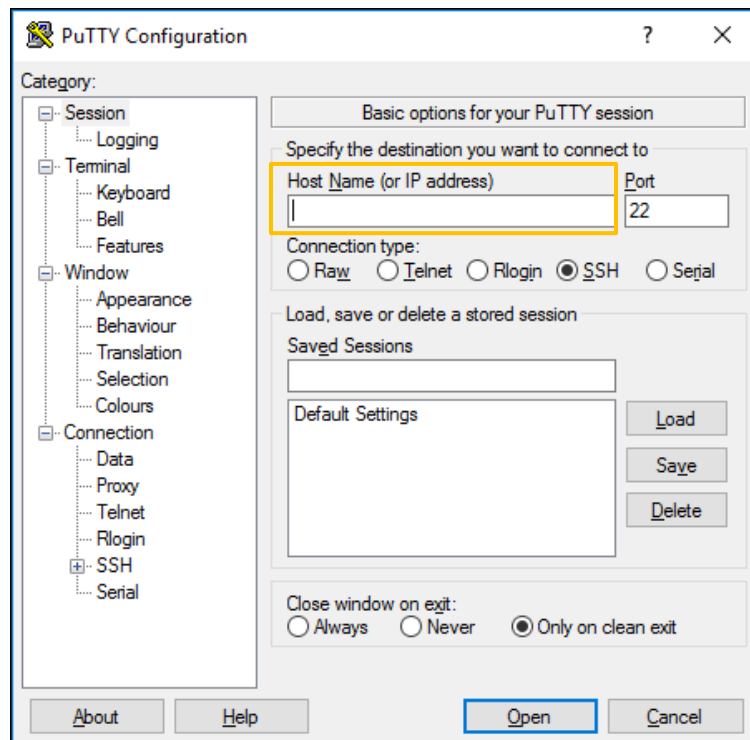 PuTTY Configuration
?
Category:
Session
Logging
Terminal
Keyboard
Bell
Features
Window
Appearance
Behaviour
Translation
Selection
Colours
Connection
Data
Proxy
Telnet
Rlogin
SSH
Serial
Basic options for your PuTTY session
Specify the destination you want to connect to
Host Name (or IP address) Port
22
Connection type:
Raw Telnet Rlogin SSH Serial
Load, save or delete a stored session
Saved Sessions
Default Settings
Load
Save
Delete
Close window on exit:
Always Never Only on clean exit
About Help Open Cancel